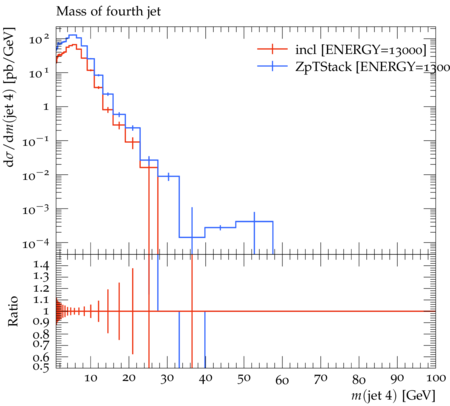 Mass of fourth jet
dσ/dm(jet 4) [pb/GeV]
10²
10¹
1
10⁻¹
10⁻²
10⁻³
10⁻⁴
incl [ENERGY=13000]
ZpTStack [ENERGY=1300
Ratio
1.4
1.3
1.2
1.1
1
0.9
0.8
0.7
0.6
0.5
10 20 30 40 50 60 70 80 90 100
m(jet 4) [GeV]